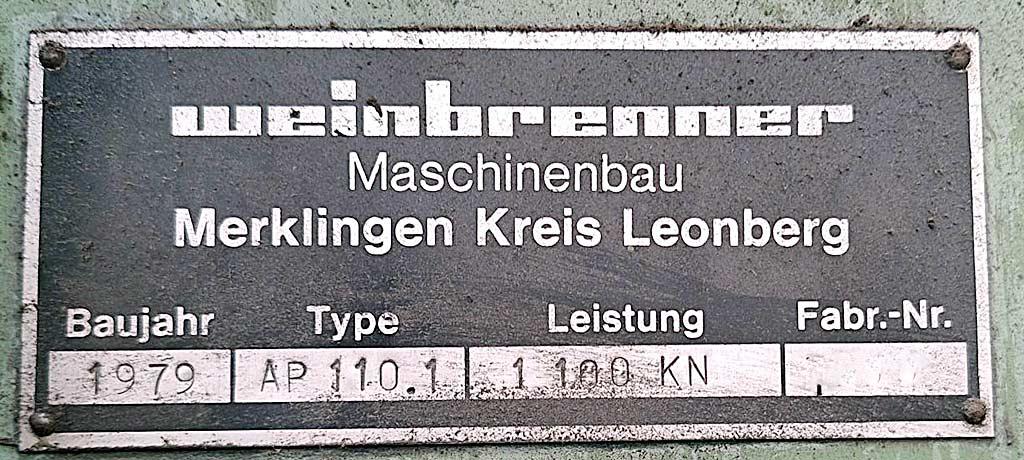 weinbrenner
Maschinenbau
Merklingen Kreis Leonberg
Baujahr Type Leistung Fabr.-Nr.
1979 AP 110.1 1 100 KN